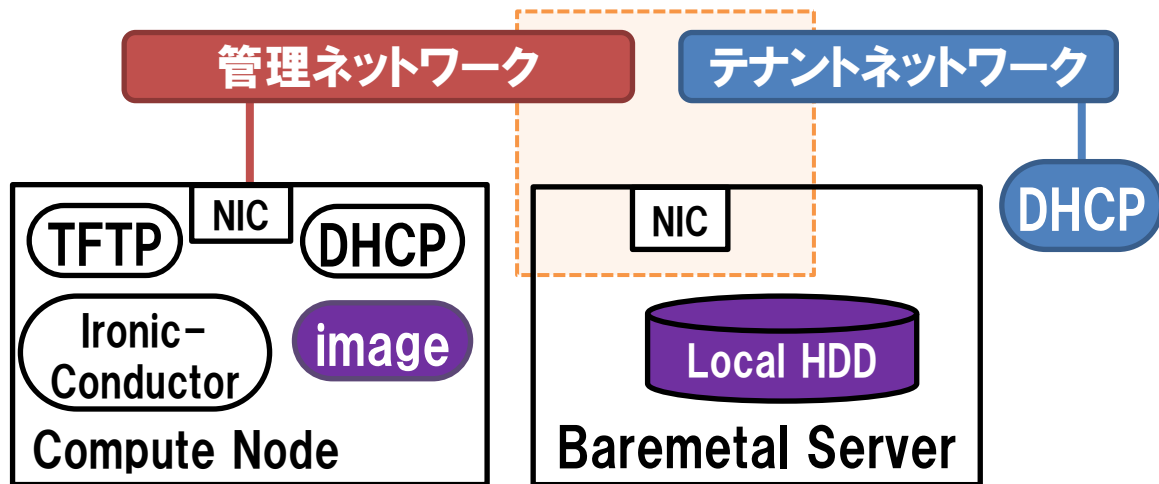 管理ネットワーク
テナントネットワーク
NIC
TFTP
DHCP
Ironic-
Conductor
image
Compute Node
NIC
Local HDD
Baremetal Server
DHCP